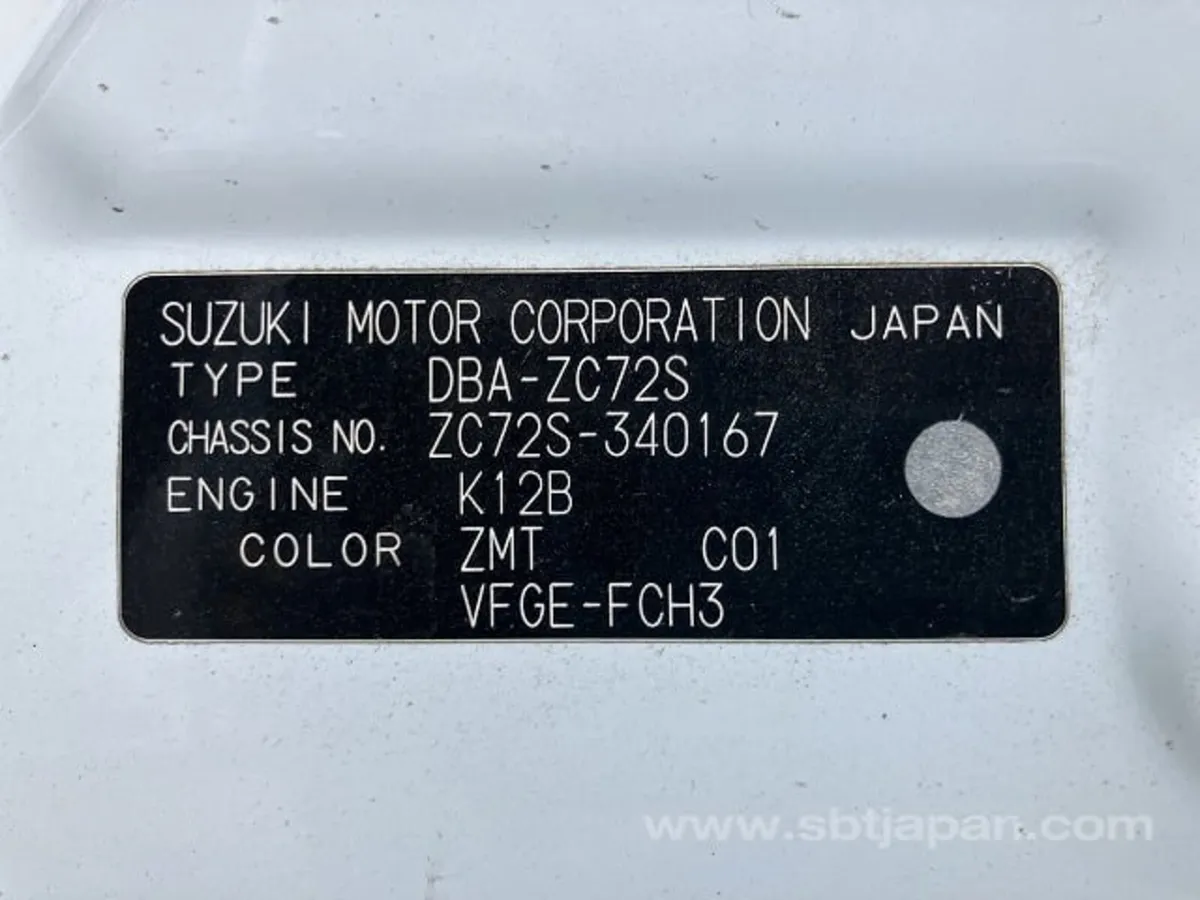 SUZUKI MOTOR CORPORATION JAPAN
TYPE DBA-ZC72S
CHASSIS NO. ZC72S-340167
ENGINE K12B
COLOR ZMT C01
VFGE-FCH3
www.sbtjapan.com